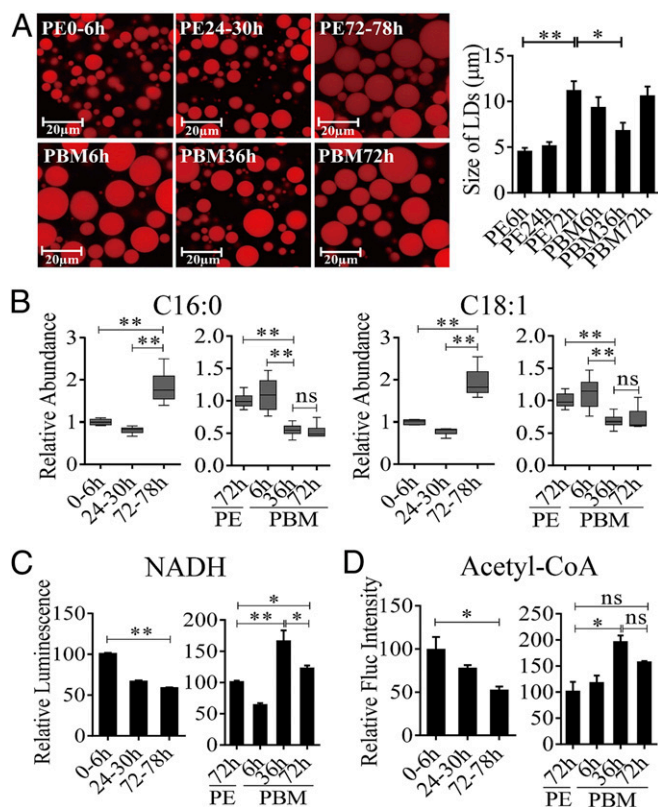 A
PE0-6h
PE24-30h
PE72-78h
20μm
20μm
20μm
PBM6h
PBM36h
PBM72h
20μm
20μm
20μm
Size of LDs (μm)
15
10
5
0
**
*
PE6h
PE24h
PE72h
PBM6h
PBM36h
PBM72h
B
C16:0
C18:1
Relative Abundance
3
2
1
0
**
**
0-6h
24-30h
72-78h
2.0
1.5
1.0
0.5
0.0
**
**
ns
72h
6h
36h
72h
PE
PBM
Relative Abundance
3
2
1
0
**
**
0-6h
24-30h
72-78h
2.0
1.5
1.0
0.5
0.0
**
**
ns
72h
6h
36h
72h
PE
PBM
C
NADH
Relative Luminescence
150
100
50
0
**
0-6h
24-30h
72-78h
200
150
100
50
0
*
**
*
72h
6h
36h
72h
PE
PBM
D
Acetyl-CoA
Relative Fluc Intensity
150
100
50
0
*
0-6h
24-30h
72-78h
250
200
150
100
50
0
ns
*
ns
72h
6h
36h
72h
PE
PBM